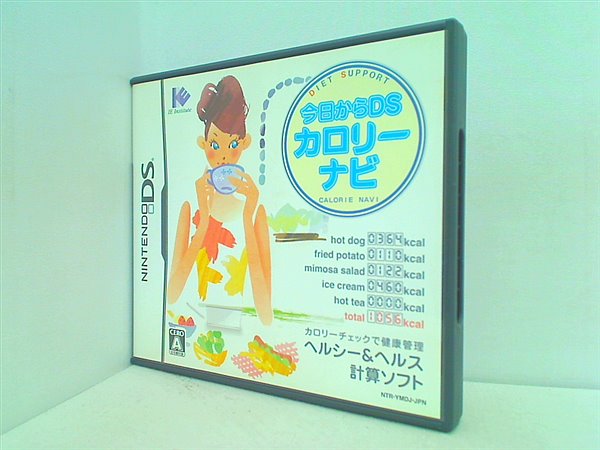 IE Institute
DIET SUPPORT
今日からDS
カロリー
ナビ
CALORIE NAVI
NINTENDO DS
hot dog 0364 kcal
fried potato 0110 kcal
mimosa salad 0122 kcal
ice cream 0460 kcal
hot tea 0000 kcal
total 1056 kcal
カロリーチェックで健康管理
ヘルシー&ヘルス
計算ソフト
CERO
A
NTR-YMDJ-JPN